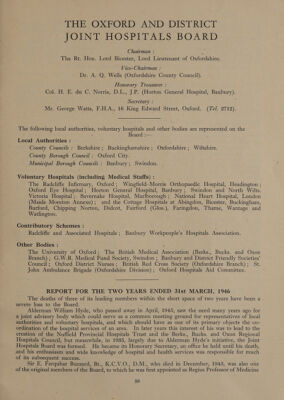 THE OXFORD AND DISTRICT
JOINT HOSPITALS BOARD
Chairman :
The Rt. Hon. Lord Bicester, Lord Lieutenant of Oxfordshire.
Vice-Chairman :
Dr. A. Q. Wells (Oxfordshire County Council).
Honorary Treasurer :
Col. H. E. du C. Norris, D.L., J.P. (Horton General Hospital, Banbury).
Secretary :
Mr. George Watts, F.H.A., 16 King Edward Street, Oxford. (Tel. 2752).
The following local authorities, voluntary hospitals and other bodies are represented on the
Board :—
Local Authorities :
County Councils : Berkshire ; Buckinghamshire ; Oxfordshire ; Wiltshire.
County Borough Council : Oxford City.
Municipal Borough Councils : Banbury ; Swindon.
Voluntary Hospitals (including Medical Staffs) :
The Radcliffe Infirmary, Oxford ; Wingfield-Morris Orthopaedic Hospital, Headington ;
Oxford Eye Hospital ; Horton General Hospital, Banbury ; Swindon and North Wilts.
Victoria Hospital ; Savernake Hospital, Marlborough ; National Heart Hospital, London
(Maids Moreton Annexe) ; and the Cottage Hospitals at Abingdon, Bicester, Buckingham,
Burford, Chipping Norton, Didcot, Fairford (Glos.), Faringdon, Thame, Wantage and
Watlington.
Contributory Schemes :
Radcliffe and Associated Hospitals ; Banbury Workpeople's Hospitals Association.
Other Bodies :
The University of Oxford ; The British Medical Association (Berks., Bucks. and Oxon
Branch) ; G.W.R. Medical Fund Society, Swindon ; Banbury and District Friendly Societies'
Council ; Oxford District Nurses ; British Red Cross Society (Oxfordshire Branch) ; St.
John Ambulance Brigade (Oxfordshire Division) ; Oxford Hospitals Aid Committee.
REPORT FOR THE TWO YEARS ENDED 31st MARCH, 1946
The deaths of three of its leading members within the short space of two years have been a
severe loss to the Board.
Alderman William Hyde, who passed away in April, 1945, saw the need many years ago for
a joint advisory body which could serve as a common meeting ground for representatives of local
authorities and voluntary hospitals, and which should have as one of its primary objects the co-
ordination of the hospital services of an area. In later years this interest of his was to lead to the
creation of the Nuffield Provincial Hospitals Trust and the Berks., Bucks. and Oxon Regional
Hospitals Council, but meanwhile, in 1935, largely due to Alderman Hyde's initiative, the Joint
Hospitals Board was formed. He became its Honorary Secretary, an office he held until his death,
and his enthusiasm and wide knowledge of hospital and health services was responsible for much
of its subsequent success.
Sir E. Farquhar Buzzard, Bt., K.C.V.O., D.M., who died in December, 1945, was also one
of the original members of the Board, to which he was first appointed as Regius Professor of Medicine